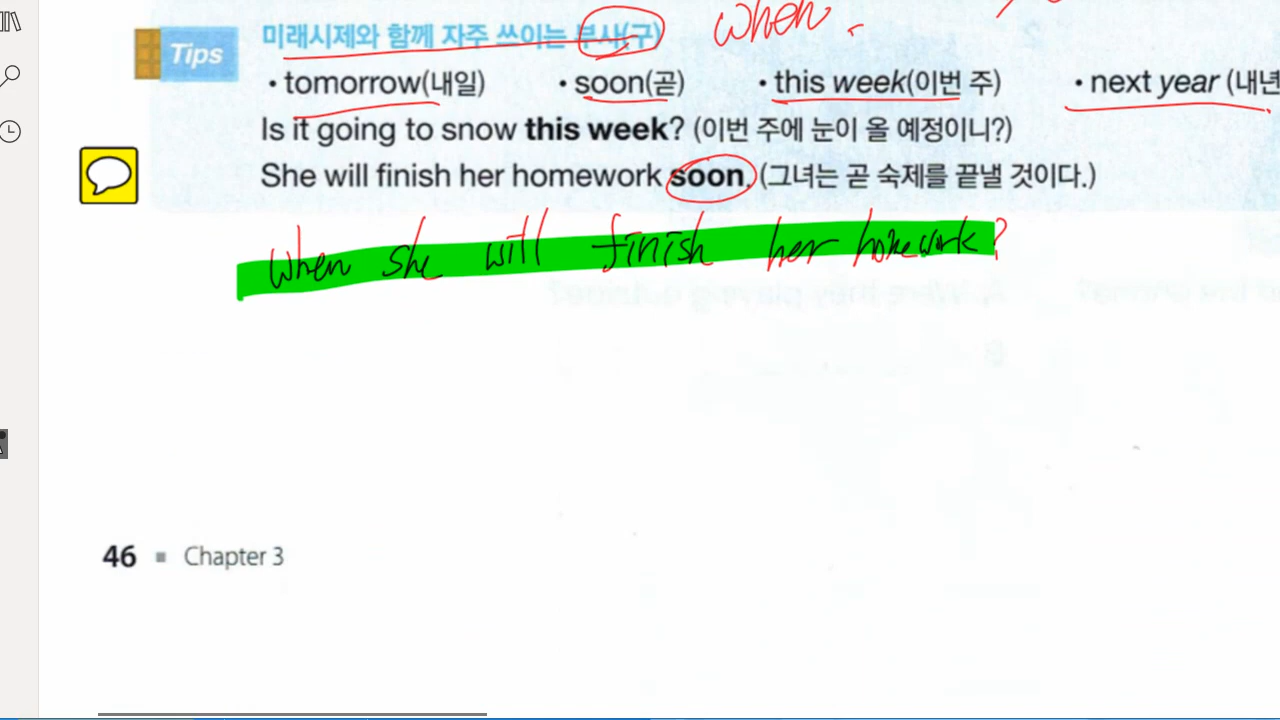 미래시제와 함께 자주 쓰이는 부사(구) when
Tips
• tomorrow(내일) • soon(곧) • this week(이번 주) • next year (내년
Is it going to snow this week? (이번 주에 눈이 올 예정이니?)
She will finish her homework soon. (그녀는 곧 숙제를 끝낼 것이다.)
when she will finish her homework?
46 ■ Chapter 3